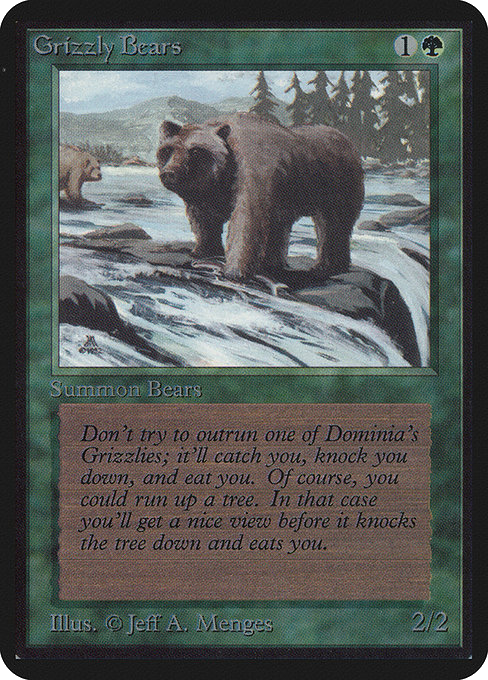 Grizzly Bears 1
Summon Bears
Don't try to outrun one of Dominia's
Grizzlies; it'll catch you, knock you
down, and eat you. Of course, you
could run up a tree. In that case
you'll get a nice view before it knocks
the tree down and eats you.
Illus. © Jeff A. Menges 2/2